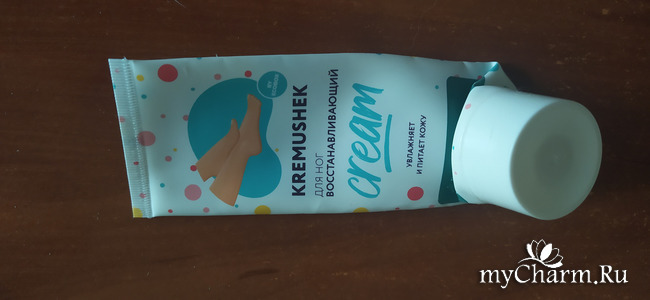 KREMUSHEK
ДЛЯ НОГ
ВОССТАНАВЛИВАЮЩИЙ
cream
УВЛАЖНЯЕТ
И ПИТАЕТ КОЖУ
myCharm.Ru